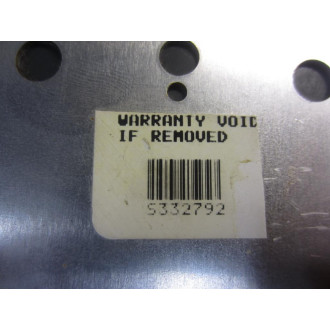 WARRANTY VOID
IF REMOVED
S332792